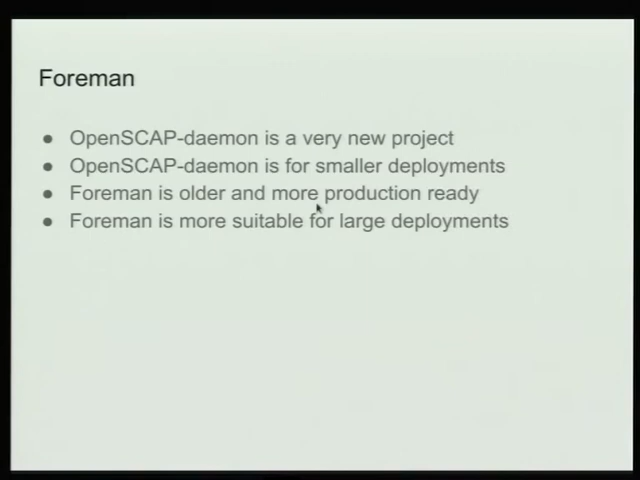 Foreman
● OpenSCAP-daemon is a very new project
● OpenSCAP-daemon is for smaller deployments
● Foreman is older and more production ready
● Foreman is more suitable for large deployments